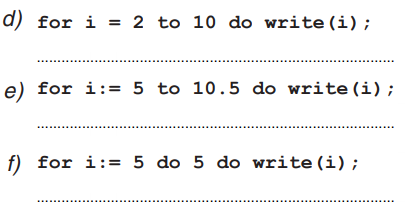 d) for i = 2 to 10 do write(i);
e) for i:= 5 to 10.5 do write(i);
f) for i:= 5 do 5 do write(i);